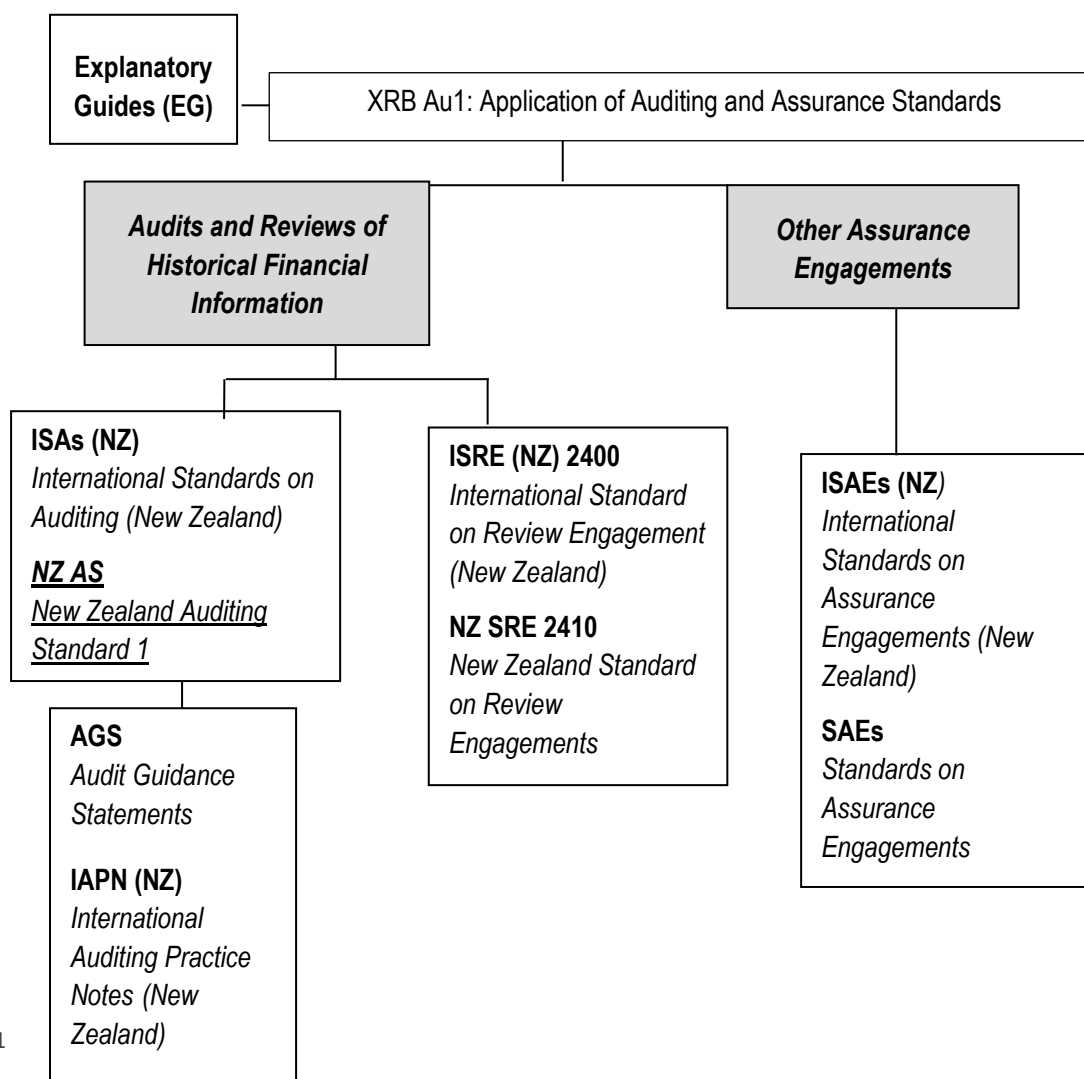 Explanatory
Guides (EG)
XRB Au1: Application of Auditing and Assurance Standards
Audits and Reviews of
Historical Financial
Information
Other Assurance
Engagements
ISAs (NZ)
International Standards on
Auditing (New Zealand)
NZ AS
New Zealand Auditing
Standard 1
ISRE (NZ) 2400
International Standard
on Review Engagement
(New Zealand)
NZ SRE 2410
New Zealand Standard
on Review
Engagements
ISAEs (NZ)
International
Standards on
Assurance
Engagements (New
Zealand)
SAEs
Standards on
Assurance
Engagements
AGS
Audit Guidance
Statements
IAPN (NZ)
International
Auditing Practice
Notes (New
Zealand)
1